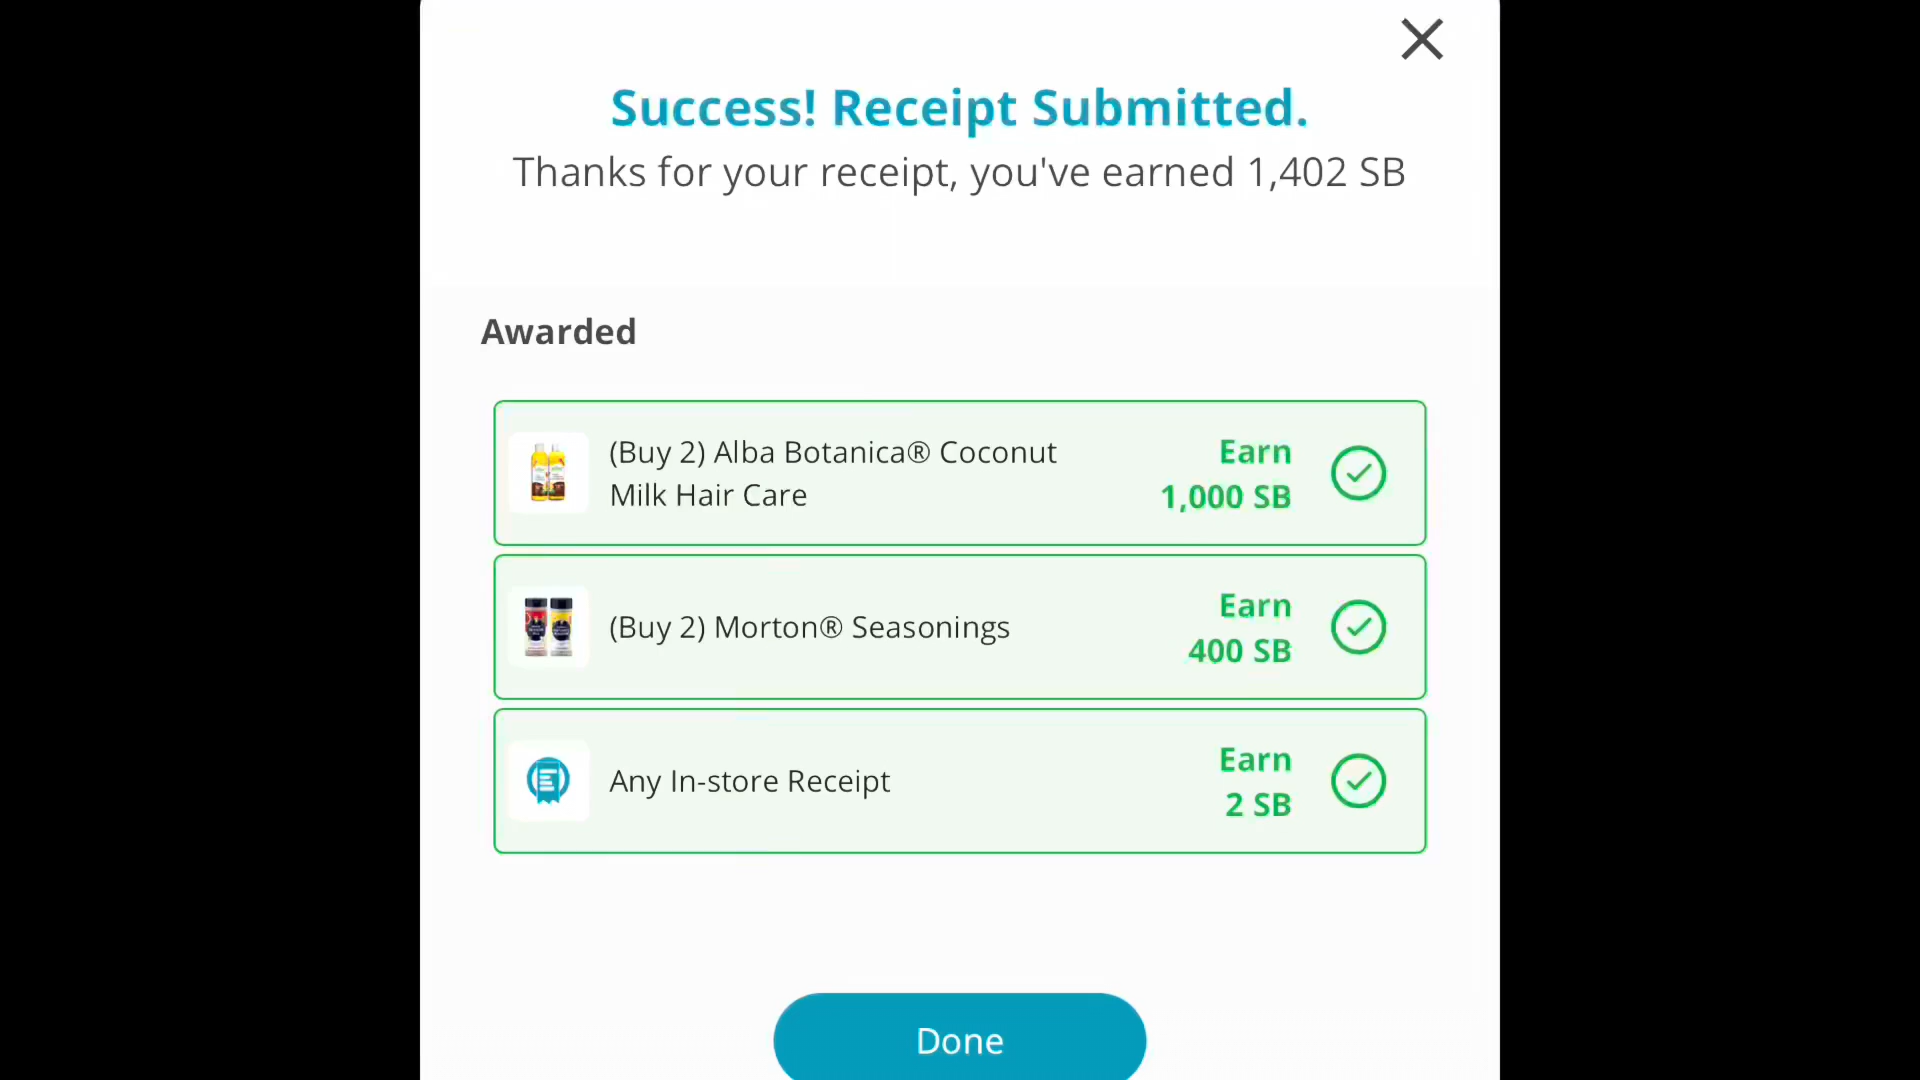 Success! Receipt Submitted.
Thanks for your receipt, you've earned 1,402 SB
Awarded
(Buy 2) Alba Botanica® Coconut
Milk Hair Care
Earn
1,000 SB
(Buy 2) Morton® Seasonings
Earn
400 SB
Any In-store Receipt
Earn
2 SB
Done